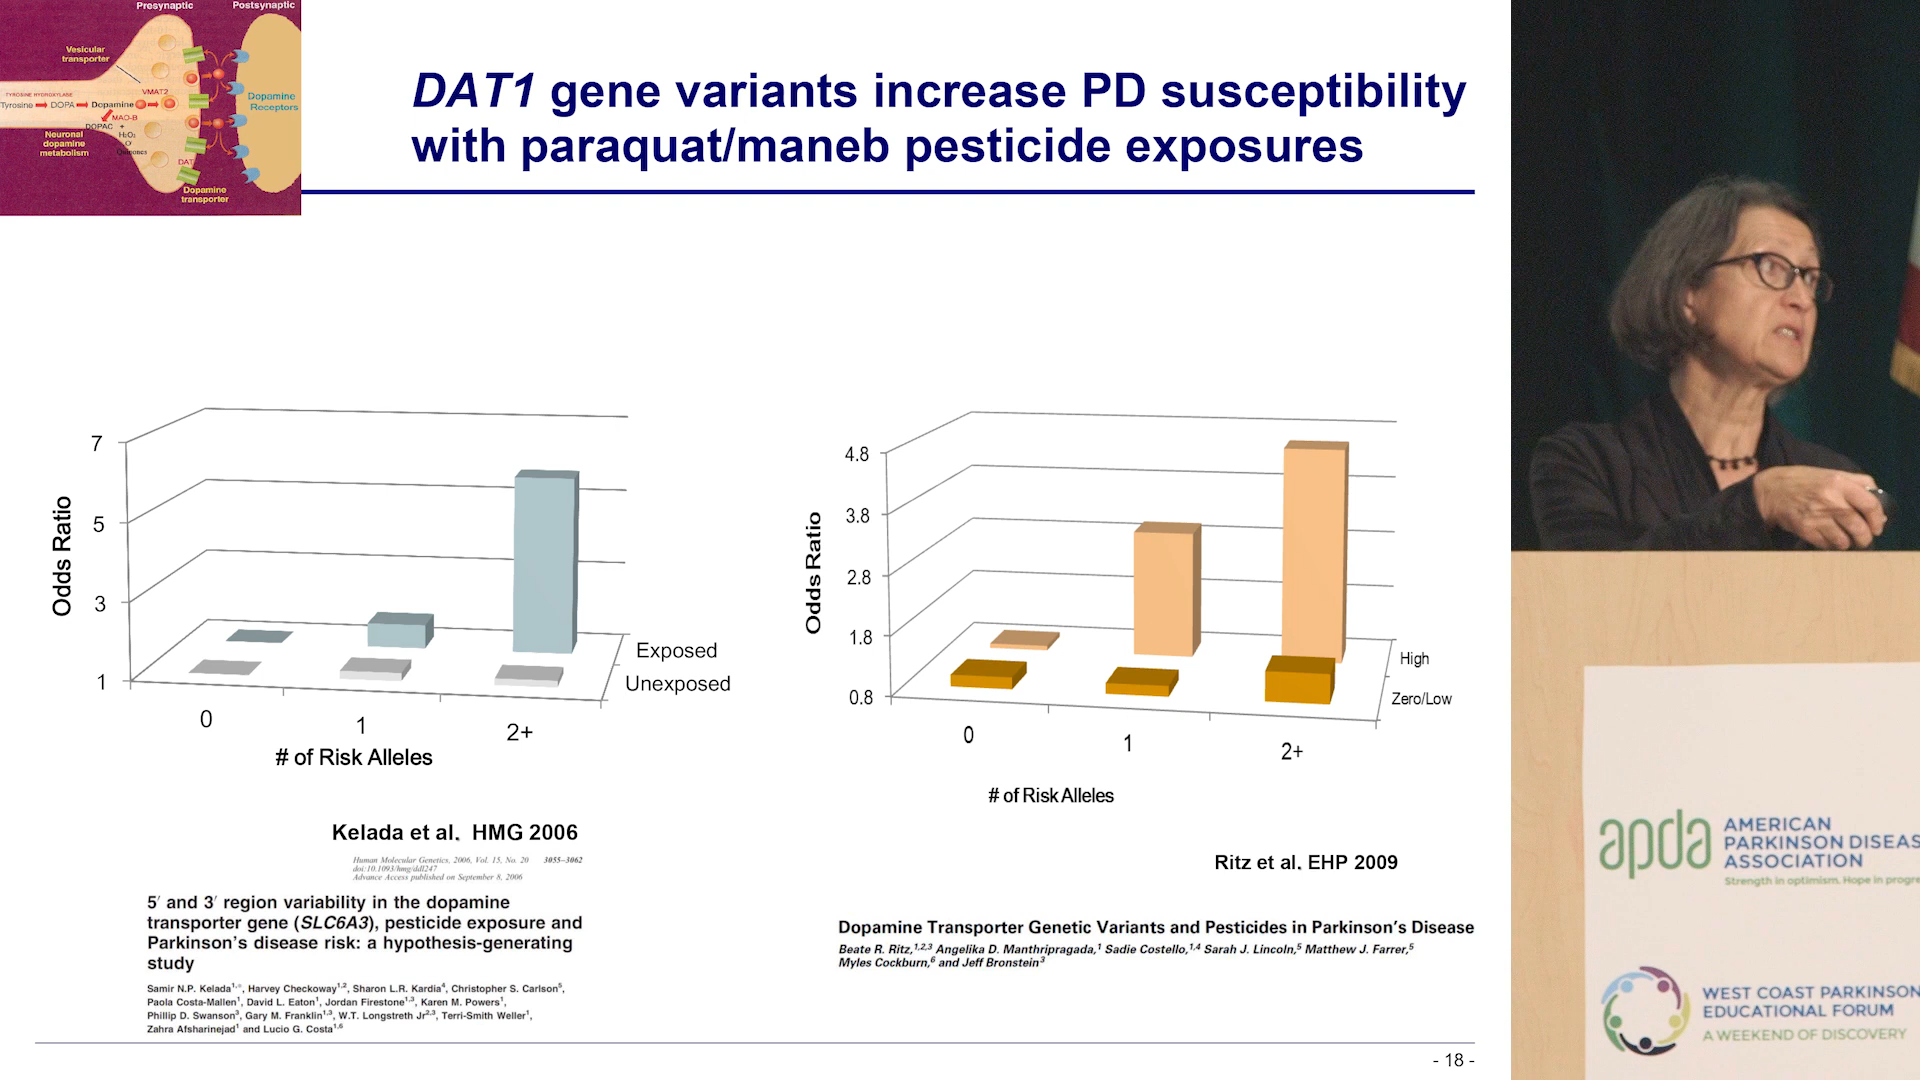 Presynaptic
Postsynaptic
Vesicular
transporter
TYROSINE HYDROXYLASE
VMAT2
Tyrosine DOPA Dopamine
Dopamine
Receptors
MAO-B
DOPAC +
H₂O₂
O
Quinones
Neuronal
dopamine
metabolism
DAT
Dopamine
transporter
DAT1 gene variants increase PD susceptibility
with paraquat/maneb pesticide exposures
7
5
3
1
Odds Ratio
Exposed
Unexposed
0
1
2+
# of Risk Alleles
4.8
3.8
2.8
1.8
0.8
Odds Ratio
High
Zero/Low
0
1
2+
# of Risk Alleles
Kelada et al. HMG 2006
Human Molecular Genetics, 2006, Vol. 15, No. 20 3055–3062
doi:10.1093/hmg/ddl247
Advance Access published on September 8, 2006
5′ and 3′ region variability in the dopamine
transporter gene (SLC6A3), pesticide exposure and
Parkinson's disease risk: a hypothesis-generating
study
Samir N.P. Kelada¹,*, Harvey Checkoway¹,², Sharon L.R. Kardia⁴, Christopher S. Carlson⁵,
Paola Costa-Mallen¹, David L. Eaton¹, Jordan Firestone¹,³, Karen M. Powers¹,
Phillip D. Swanson³, Gary M. Franklin¹,³, W.T. Longstreth Jr²,³, Terri-Smith Weller¹,
Zahra Afsharinejad¹ and Lucio G. Costa¹,⁶
Ritz et al. EHP 2009
Dopamine Transporter Genetic Variants and Pesticides in Parkinson's Disease
Beate R. Ritz,¹,²,³ Angelika D. Manthripragada,¹ Sadie Costello,¹,⁴ Sarah J. Lincoln,⁵ Matthew J. Farrer,⁵
Myles Cockburn,⁶ and Jeff Bronstein³
- 18 -
apda AMERICAN
PARKINSON DISEAS
ASSOCIATION
Strength in optimism. Hope in progre
WEST COAST PARKINSON
EDUCATIONAL FORUM
A WEEKEND OF DISCOVERY